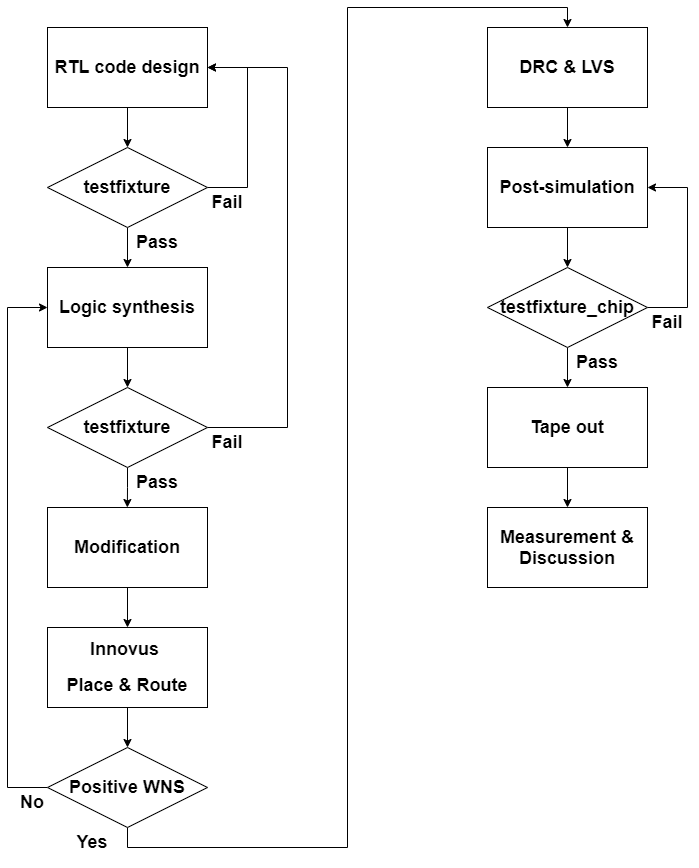 RTL code design
testfixture
Fail
Pass
Logic synthesis
testfixture
Fail
Pass
Modification
Innovus
Place & Route
Positive WNS
No
Yes
DRC & LVS
Post-simulation
testfixture_chip
Fail
Pass
Tape out
Measurement &
Discussion